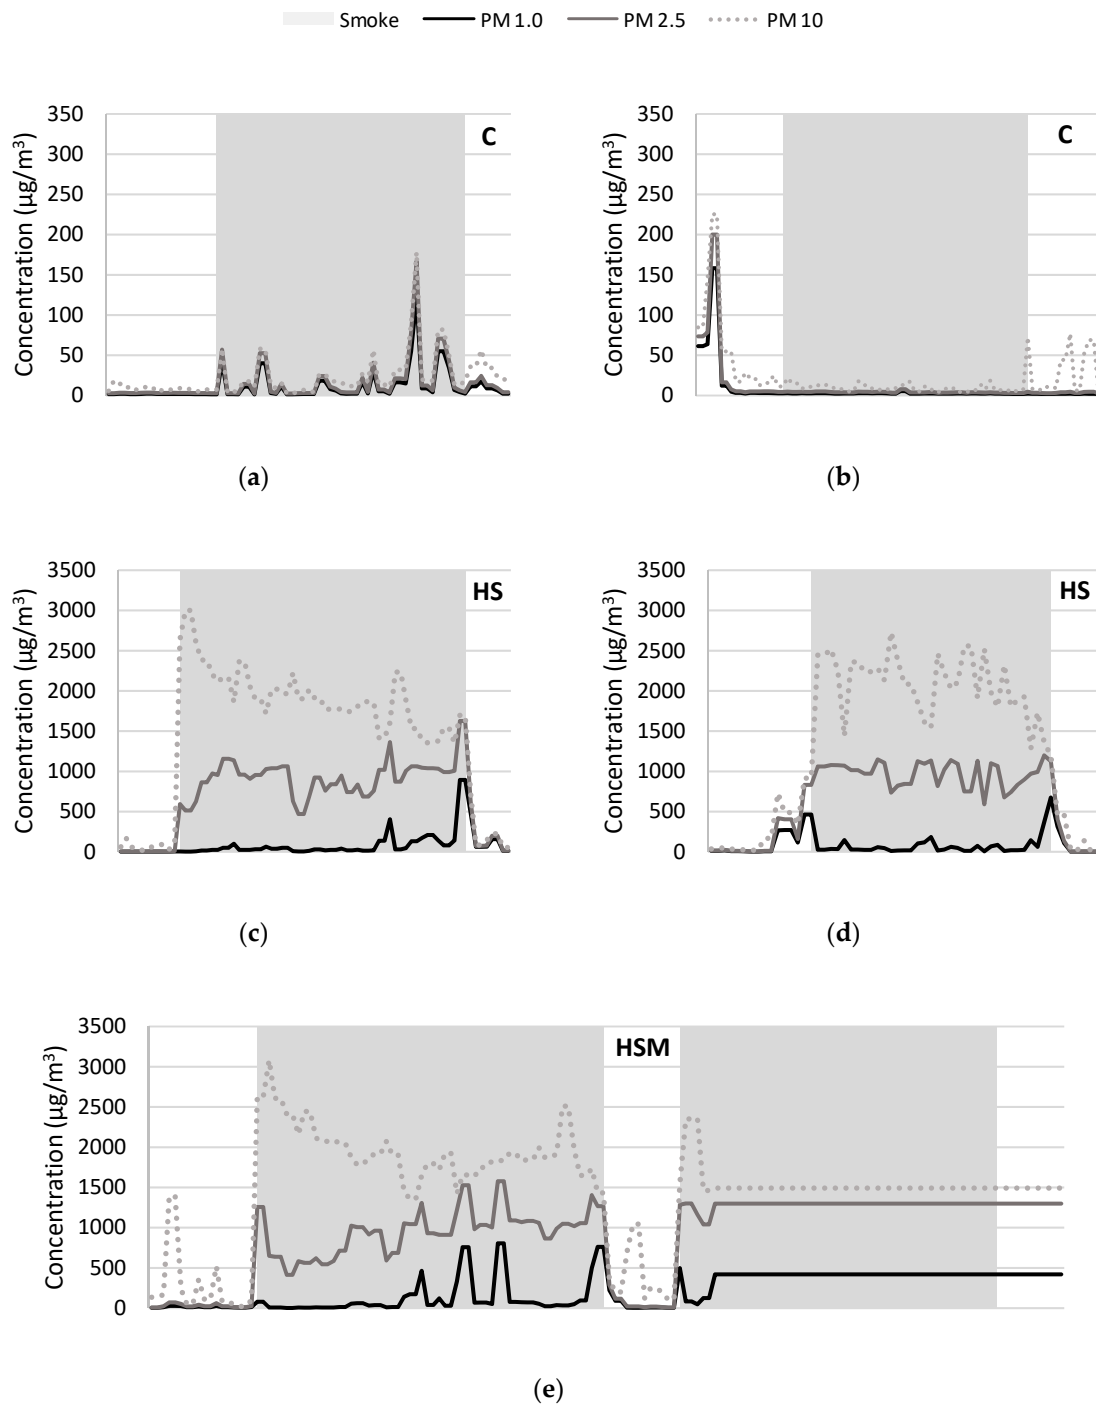 Smoke PM 1.0 PM 2.5 PM 10
350 C 350 C
300 300
250 250
200 200
150 150
100 100
50 50
0 0
Concentration (µg/m³) Concentration (µg/m³)
(a) (b)
3500 HS 3500 HS
3000 3000
2500 2500
2000 2000
1500 1500
1000 1000
500 500
0 0
Concentration (µg/m³) Concentration (µg/m³)
(c) (d)
3500 HSM
3000
2500
2000
1500
1000
500
0
Concentration (µg/m³)
(e)